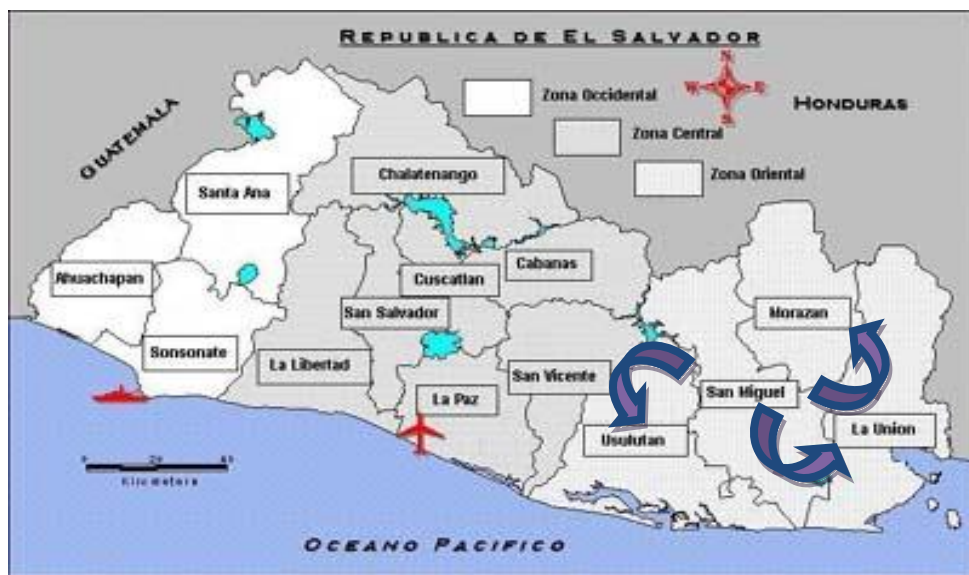 REPUBLICA DE EL SALVADOR
N
W
E
S
Zona Occidental
HONDURAS
GUATEMALA
Zona Central
Chalatenango
Zona Oriental
Santa Ana
Cabanas
Ahuachapan
Cuscatlan
San Salvador
Morazan
Sonsonate
La Libertad
San Vicente
San Miguel
La Paz
Usulutan
La Union
Kilometers
OCEANO PACIFICO